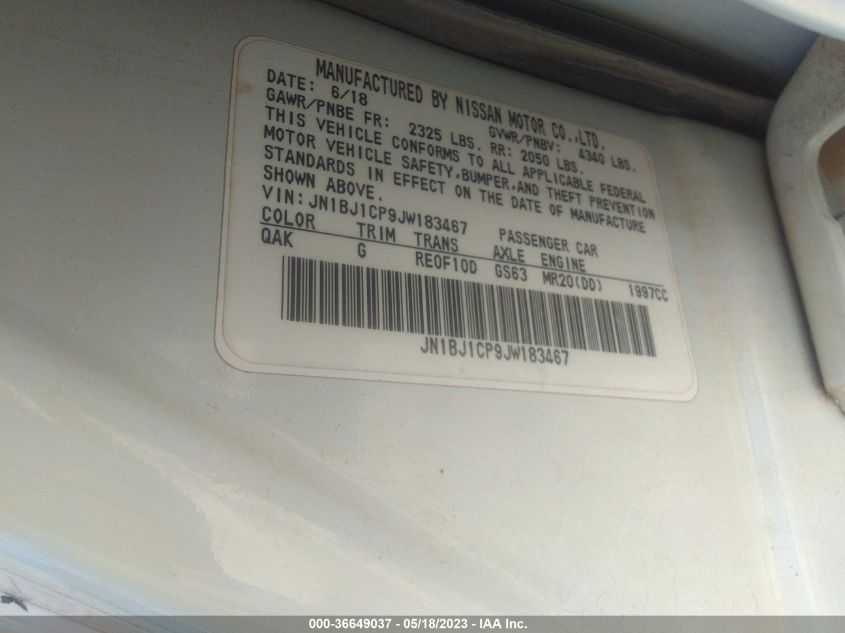 MANUFACTURED BY NISSAN MOTOR CO.,LTD.
DATE: 6/18 GVWR/PNBV: 4340 LBS.
GAWR/PNBE FR: 2325 LBS. RR: 2050 LBS.
THIS VEHICLE CONFORMS TO ALL APPLICABLE FEDERAL
MOTOR VEHICLE SAFETY,BUMPER,AND THEFT PREVENTION
STANDARDS IN EFFECT ON THE DATE OF MANUFACTURE
SHOWN ABOVE.
VIN: JN1BJ1CP9JW183467 PASSENGER CAR
COLOR TRIM TRANS AXLE ENGINE
QAK G RE0F10D GS63 MR20(DD) 1997CC
JN1BJ1CP9JW183467
000-36649037 - 05/18/2023 - IAA Inc.